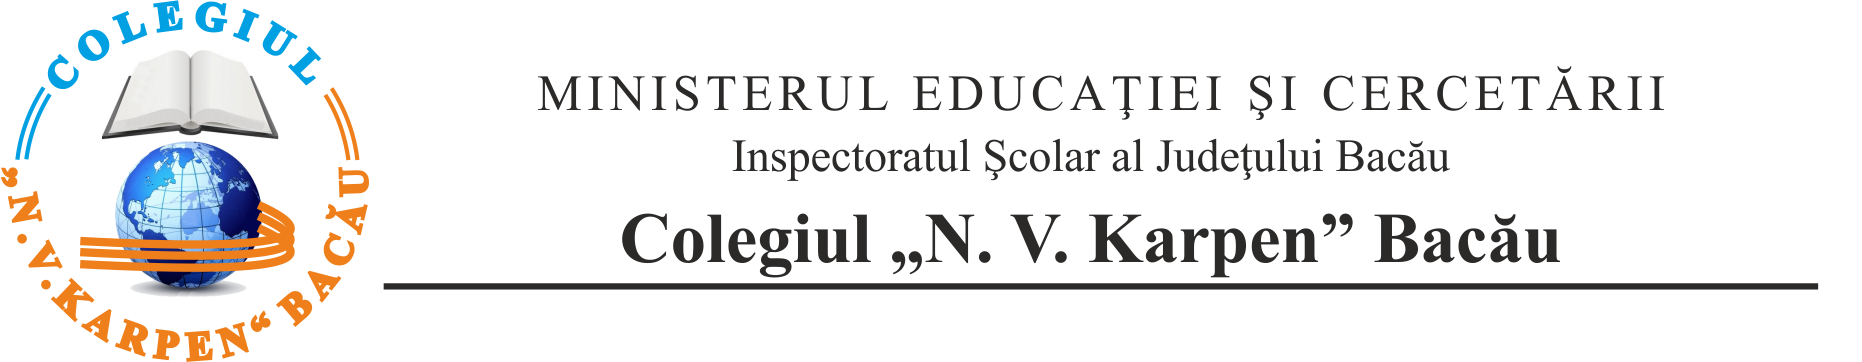 COLEGIUL
“N.V.KARPEN“ BACĂU
MINISTERUL EDUCAŢIEI ŞI CERCETĂRII
Inspectoratul Şcolar al Judeţului Bacău
Colegiul „N. V. Karpen” Bacău